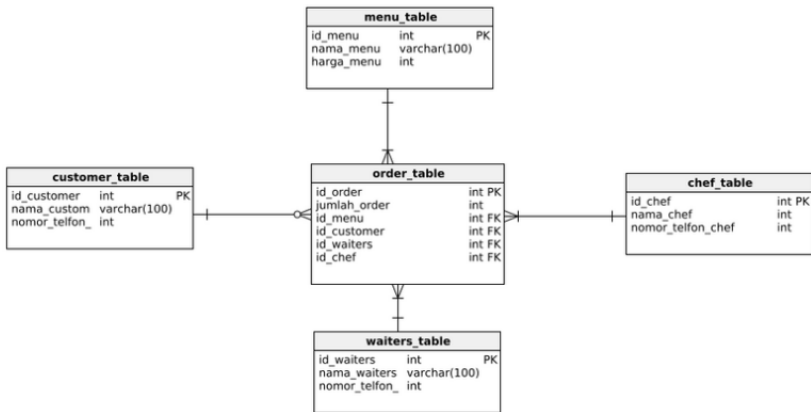 menu_table
id_menu int PK
nama_menu varchar(100)
harga_menu int
customer_table
id_customer int PK
nama_custom varchar(100)
nomor_telfon_ int
order_table
id_order int PK
jumlah_order int
id_menu int FK
id_customer int FK
id_waiters int FK
id_chef int FK
chef_table
id_chef int PK
nama_chef int
nomor_telfon_chef int
waiters_table
id_waiters int PK
nama_waiters varchar(100)
nomor_telfon_ int